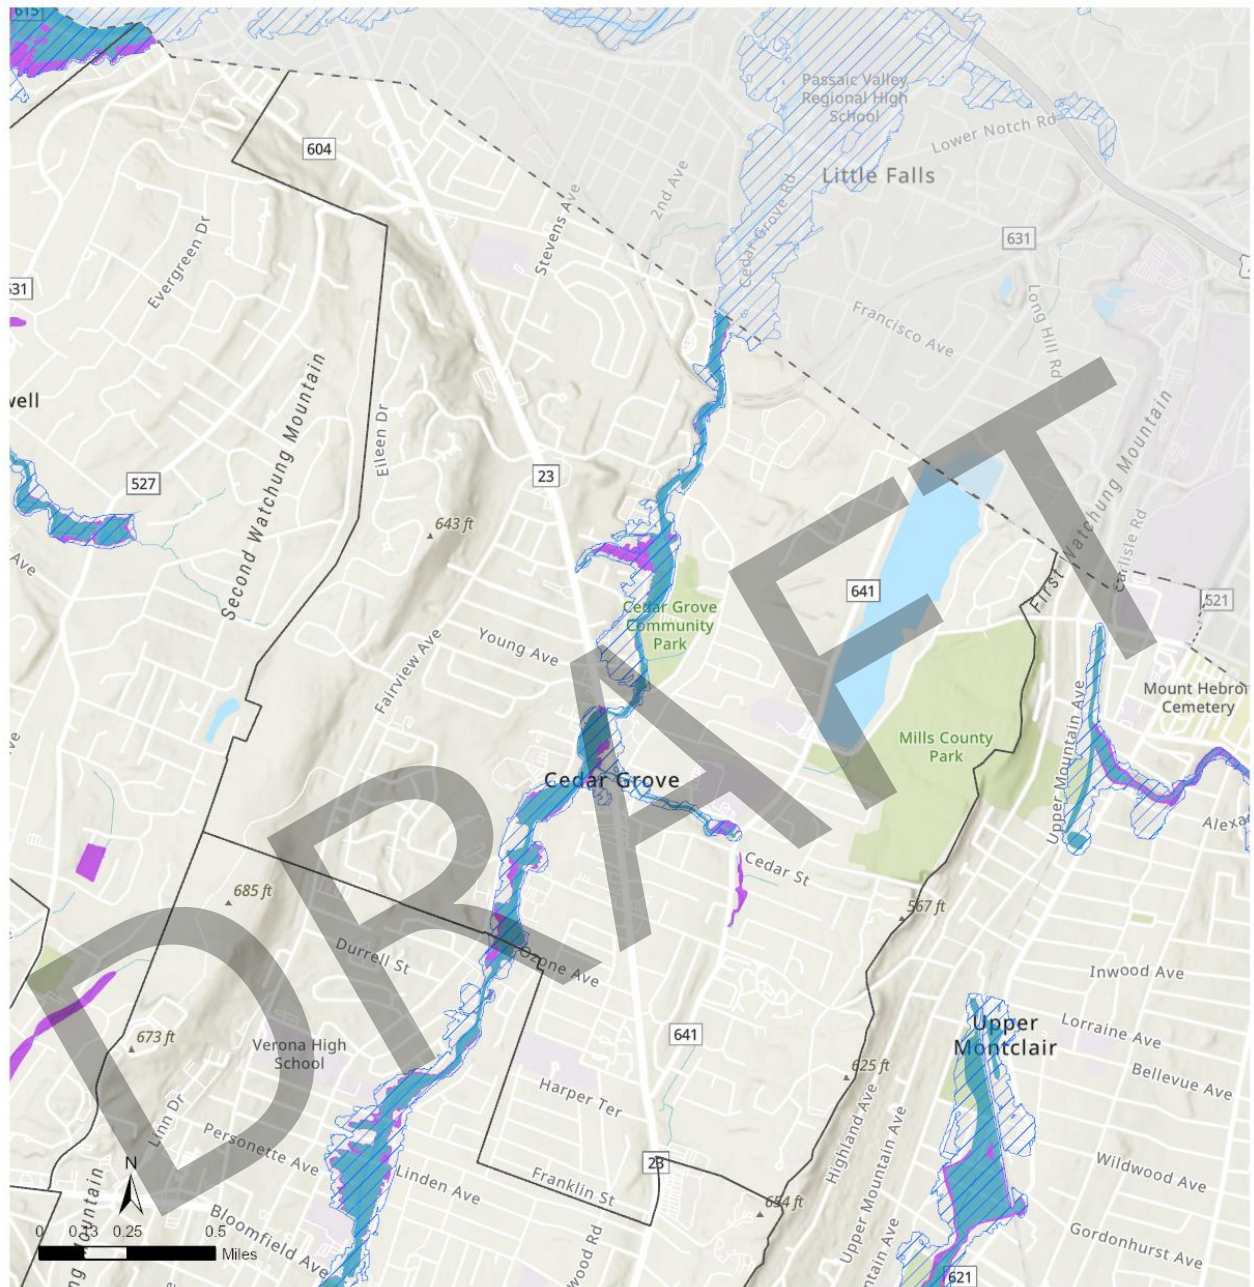 615
Passaic Valley
Regional High
School
Lower Notch Rd
604
Little Falls
2nd Ave
Stevens Ave
Cedar Grove Rd
631
Evergreen Dr
Long Hill Rd
Francisco Ave
Second Watchung Mountain
Eileen Dr
First Watchung Mountain
23
527
643 ft
Carlisle Rd
Ave
641
521
Cedar Grove
Community
Park
Young Ave
Fairview Ave
Upper Mountain Ave
Mount Hebron
Cemetery
Mills County
Park
Cedar Grove
Cedar St
685 ft
567 ft
DRAFT
Durrell St
Ozone Ave
Inwood Ave
673 ft
Verona High
School
641
Upper
Montclair
Lorraine Ave
625 ft
Bellevue Ave
Harper Ter
Linn Dr
Highland Ave
Upper Mountain Ave
Personette Ave
N
Linden Ave
23
Franklin St
Wildwood Ave
654 ft
Bloomfield Ave
Gordonhurst Ave
0 0.13 0.25 0.5
Miles
621